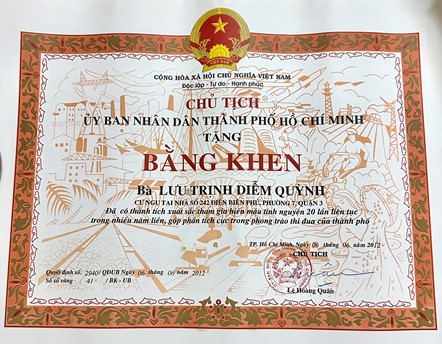 CỘNG HÒA XÃ HỘI CHỦ NGHĨA VIỆT NAM
Độc lập - Tự do - Hạnh phúc
CHỦ TỊCH
ỦY BAN NHÂN DÂN THÀNH PHỐ HỒ CHÍ MINH
TẶNG
BẰNG KHEN
Bà LƯU TRỊNH DIỄM QUỲNH
CƯ NGỤ TẠI NHÀ SỐ 242 ĐIỆN BIÊN PHỦ, PHƯỜNG 7, QUẬN 3
Đã có thành tích xuất sắc tham gia hiến máu tình nguyện 20 lần liên tục
trong nhiều năm liền, góp phần tích cực trong phong trào thi đua của thành phố
TP. Hồ Chí Minh, Ngày 06 tháng 06 năm 2012
CHỦ TỊCH
Quyết định số: 2940/ QĐUB Ngày 06 tháng 06 năm 2012
Số sổ vàng: 41 / BK - UB
Lê Hoàng Quân